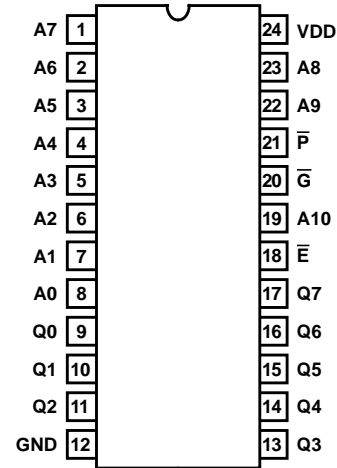 A7 1 24 VDD
A6 2 23 A8
A5 3 22 A9
A4 4 21 P̅
A3 5 20 G̅
A2 6 19 A10
A1 7 18 E̅
A0 8 17 Q7
Q0 9 16 Q6
Q1 10 15 Q5
Q2 11 14 Q4
GND 12 13 Q3